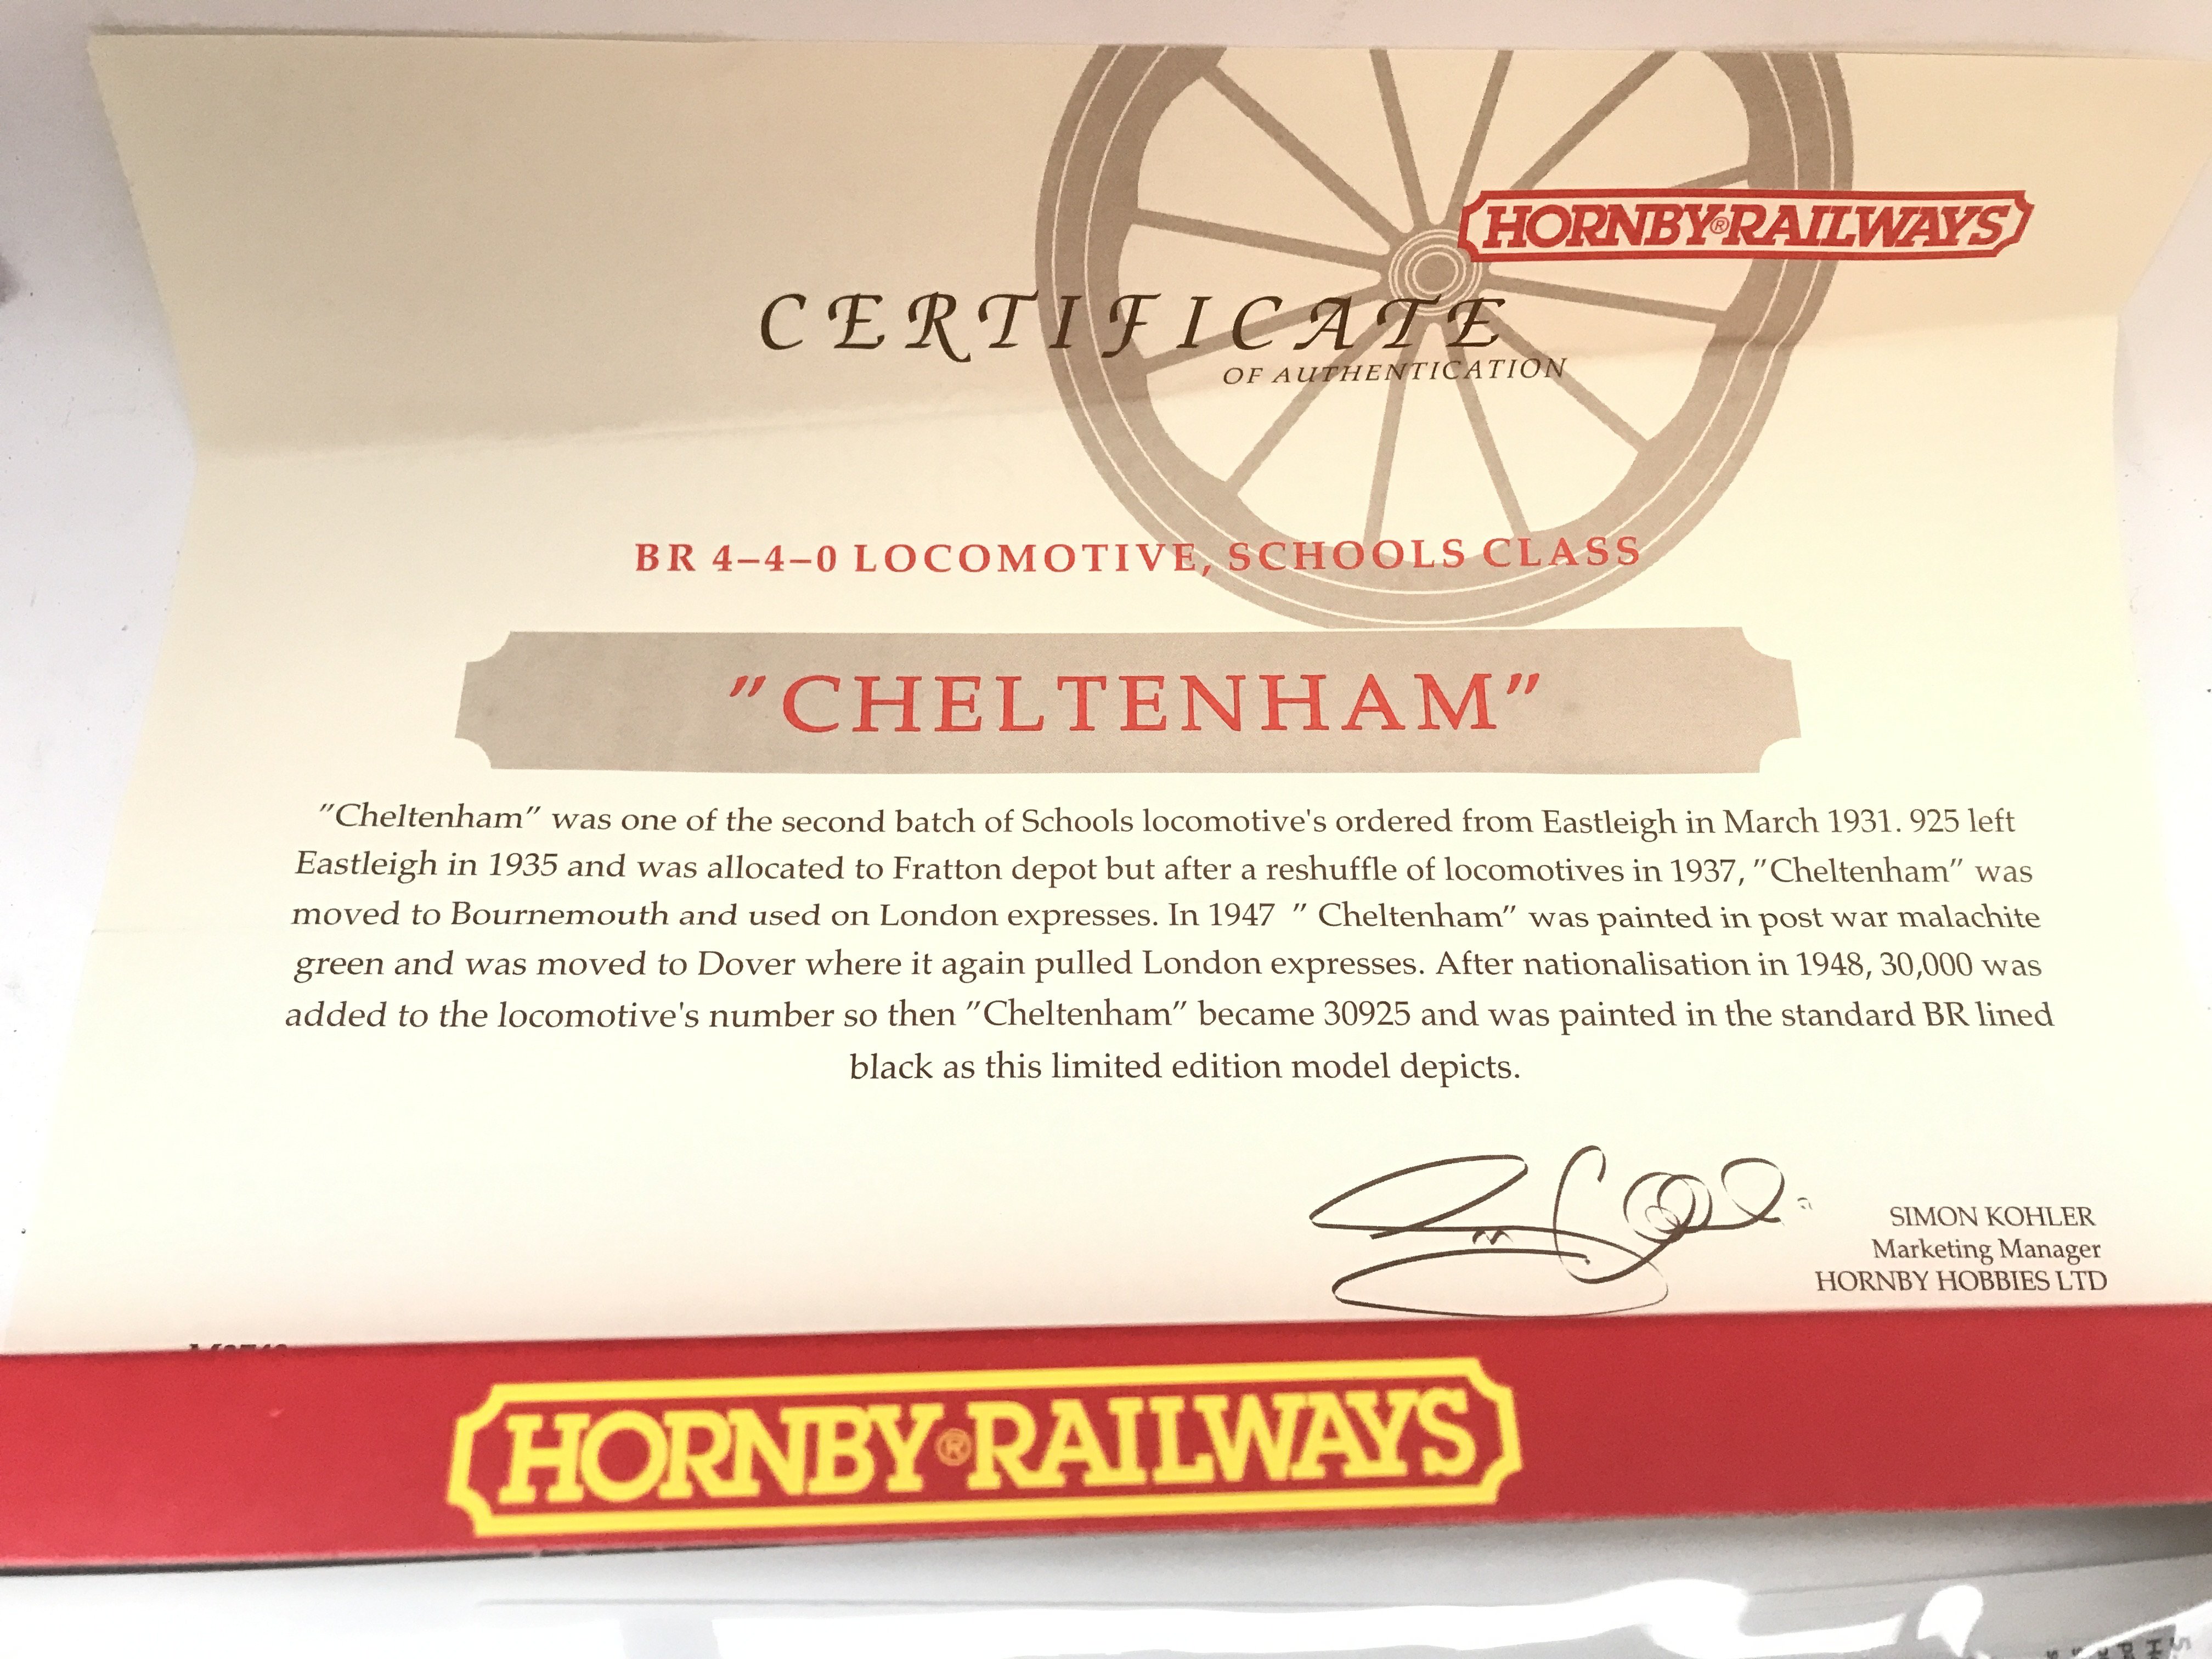 HORNBY® RAILWAYS
CERTIFICATE
OF AUTHENTICATION
BR 4–4–0 LOCOMOTIVE, SCHOOLS CLASS
"CHELTENHAM"
"Cheltenham" was one of the second batch of Schools locomotive's ordered from Eastleigh in March 1931. 925 left
Eastleigh in 1935 and was allocated to Fratton depot but after a reshuffle of locomotives in 1937, "Cheltenham" was
moved to Bournemouth and used on London expresses. In 1947 " Cheltenham" was painted in post war malachite
green and was moved to Dover where it again pulled London expresses. After nationalisation in 1948, 30,000 was
added to the locomotive's number so then "Cheltenham" became 30925 and was painted in the standard BR lined
black as this limited edition model depicts.
SIMON KOHLER
Marketing Manager
HORNBY HOBBIES LTD
HORNBY® RAILWAYS